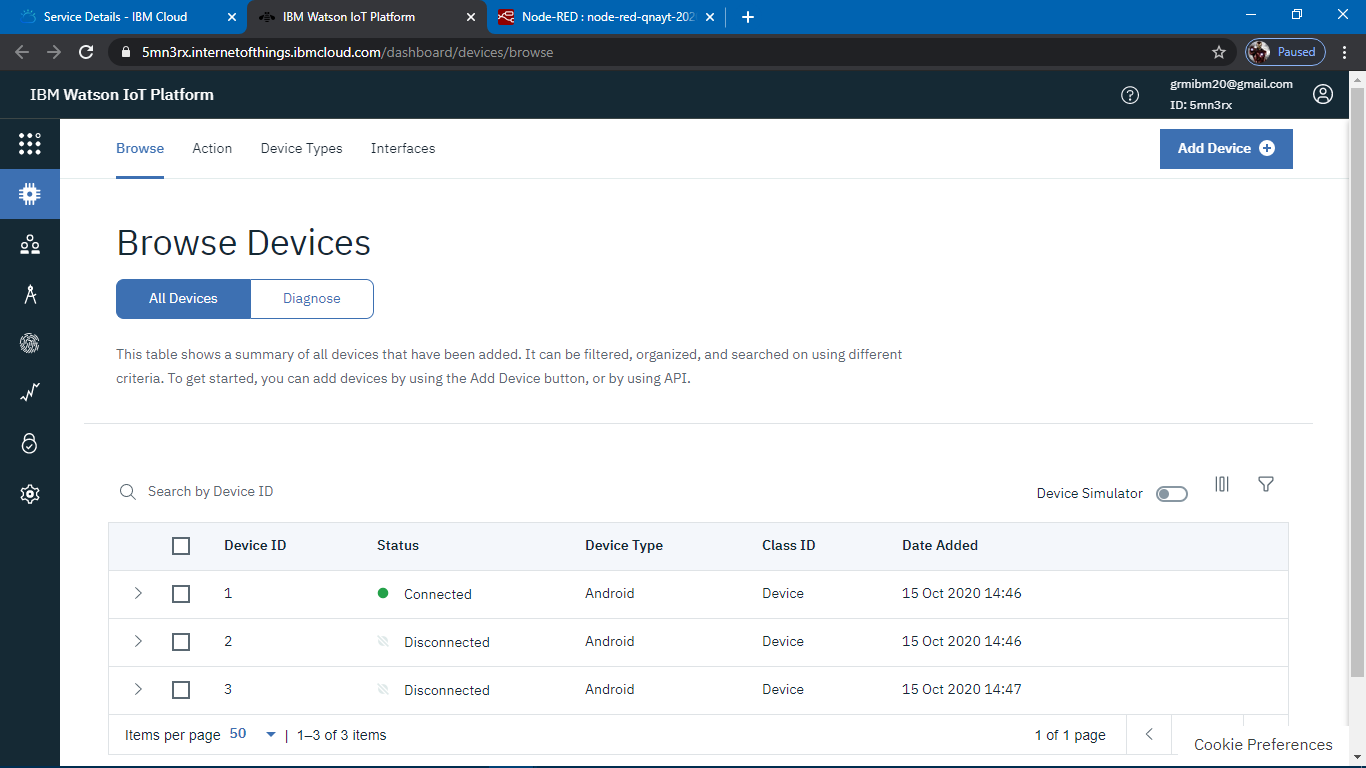 Service Details - IBM Cloud
IBM Watson IoT Platform
Node-RED : node-red-qnayt-202
5mn3rx.internetofthings.ibmcloud.com/dashboard/devices/browse
Paused
IBM Watson IoT Platform
grmibm20@gmail.com
ID: 5mn3rx
Browse Action Device Types Interfaces
Add Device
Browse Devices
All Devices Diagnose
This table shows a summary of all devices that have been added. It can be filtered, organized, and searched on using different
criteria. To get started, you can add devices by using the Add Device button, or by using API.
Search by Device ID
Device Simulator
Device ID Status Device Type Class ID Date Added
1 Connected Android Device 15 Oct 2020 14:46
2 Disconnected Android Device 15 Oct 2020 14:46
3 Disconnected Android Device 15 Oct 2020 14:47
Items per page 50 | 1–3 of 3 items
1 of 1 page
Cookie Preferences